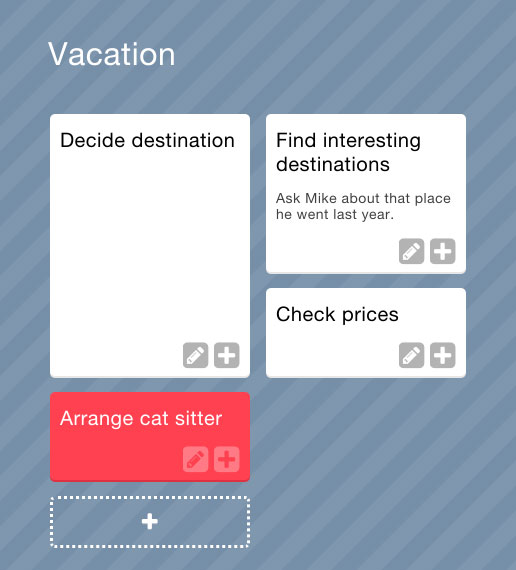 Vacation
Decide destination
Find interesting
destinations
Ask Mike about that place
he went last year.
Check prices
Arrange cat sitter